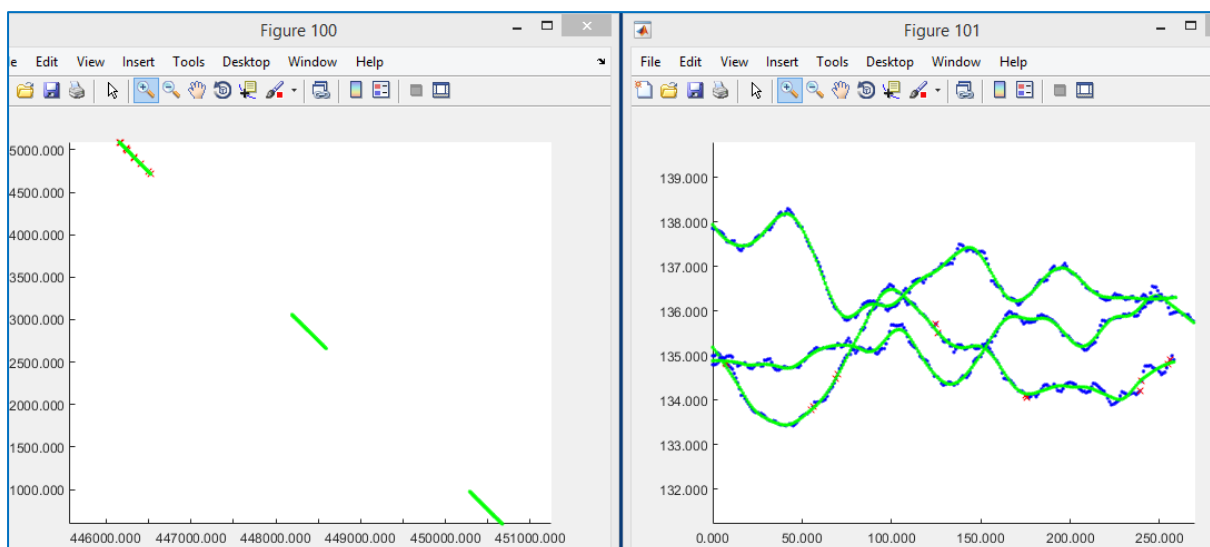 Figure 100
e Edit View Insert Tools Desktop Window Help
5000.000
4500.000
4000.000
3500.000
3000.000
2500.000
2000.000
1500.000
1000.000
446000.000 447000.000 448000.000 449000.000 450000.000 451000.000
Figure 101
File Edit View Insert Tools Desktop Window Help
139.000
138.000
137.000
136.000
135.000
134.000
133.000
132.000
0.000 50.000 100.000 150.000 200.000 250.000